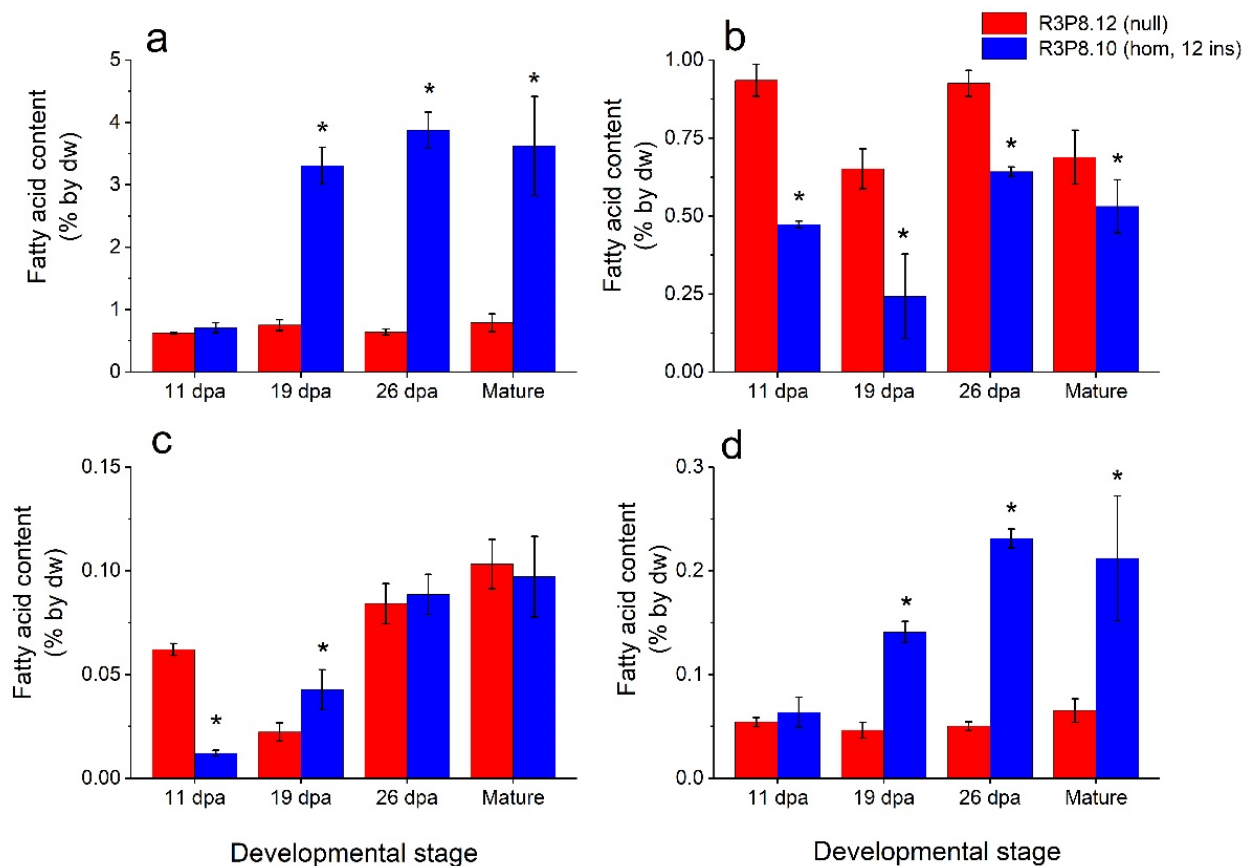 a
5
4
3
2
1
0
Fatty acid content
(% by dw)
*
*
*
11 dpa
19 dpa
26 dpa
Mature
b
R3P8.12 (null)
R3P8.10 (hom, 12 ins)
1.00
0.75
0.50
0.25
0.00
Fatty acid content
(% by dw)
*
*
*
*
11 dpa
19 dpa
26 dpa
Mature
c
0.15
0.10
0.05
0.00
Fatty acid content
(% by dw)
*
*
11 dpa
19 dpa
26 dpa
Mature
Developmental stage
d
0.3
0.2
0.1
0.0
Fatty acid content
(% by dw)
*
*
*
11 dpa
19 dpa
26 dpa
Mature
Developmental stage